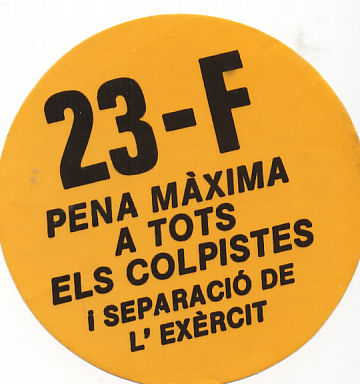 23-F
PENA MÀXIMA
A TOTS
ELS COLPISTES
i SEPARACIÓ DE
L' EXÈRCIT